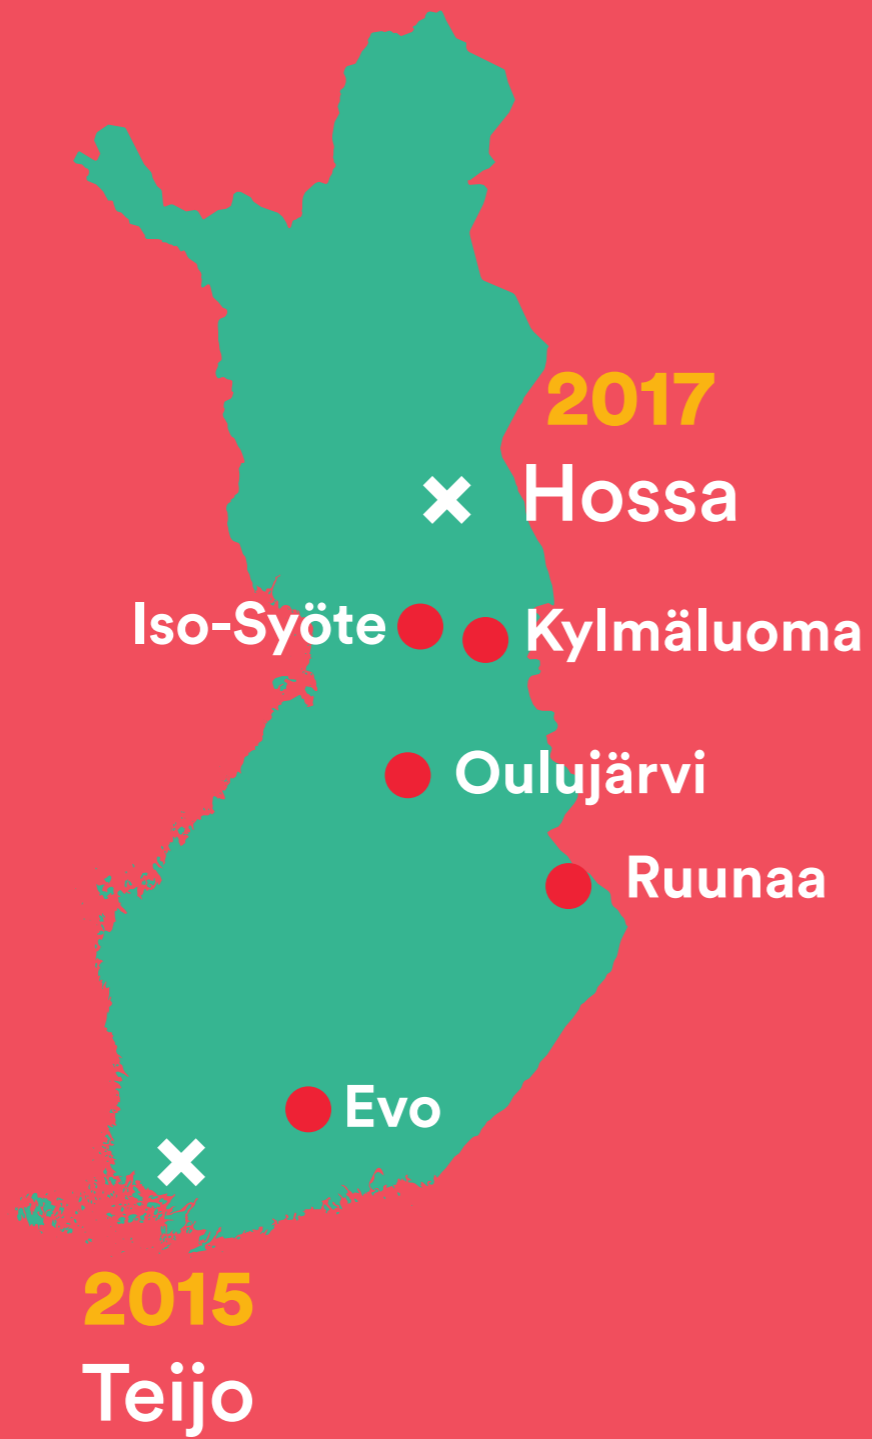 2017
Hossa
Iso-Syöte
Kylmäluoma
Oulujärvi
Ruunaa
Evo
2015
Teijo